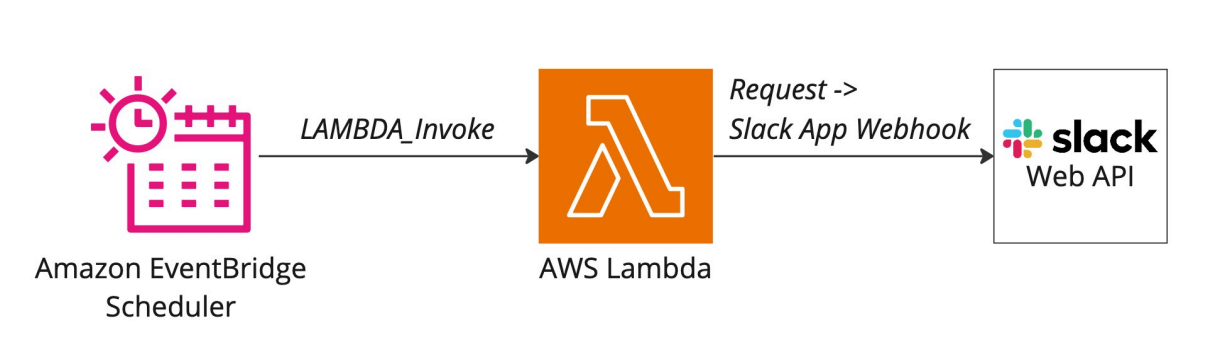 LAMBDA_Invoke
Request ->
Slack App Webhook
slack
Web API
Amazon EventBridge
Scheduler
AWS Lambda